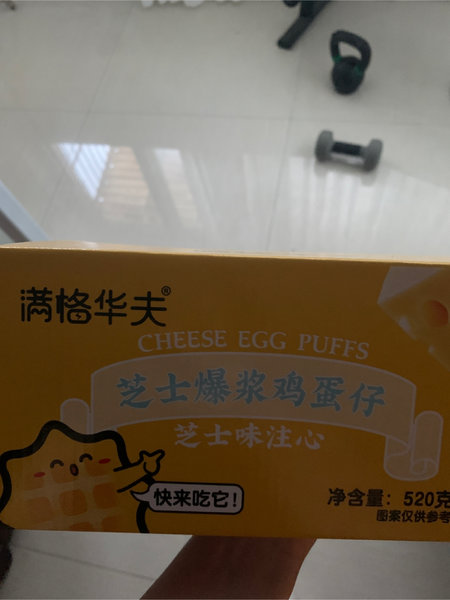 满格华夫®
CHEESE EGG PUFFS
芝士爆浆鸡蛋仔
芝士味注心
快来吃它!
净含量: 520克
图案仅供参考